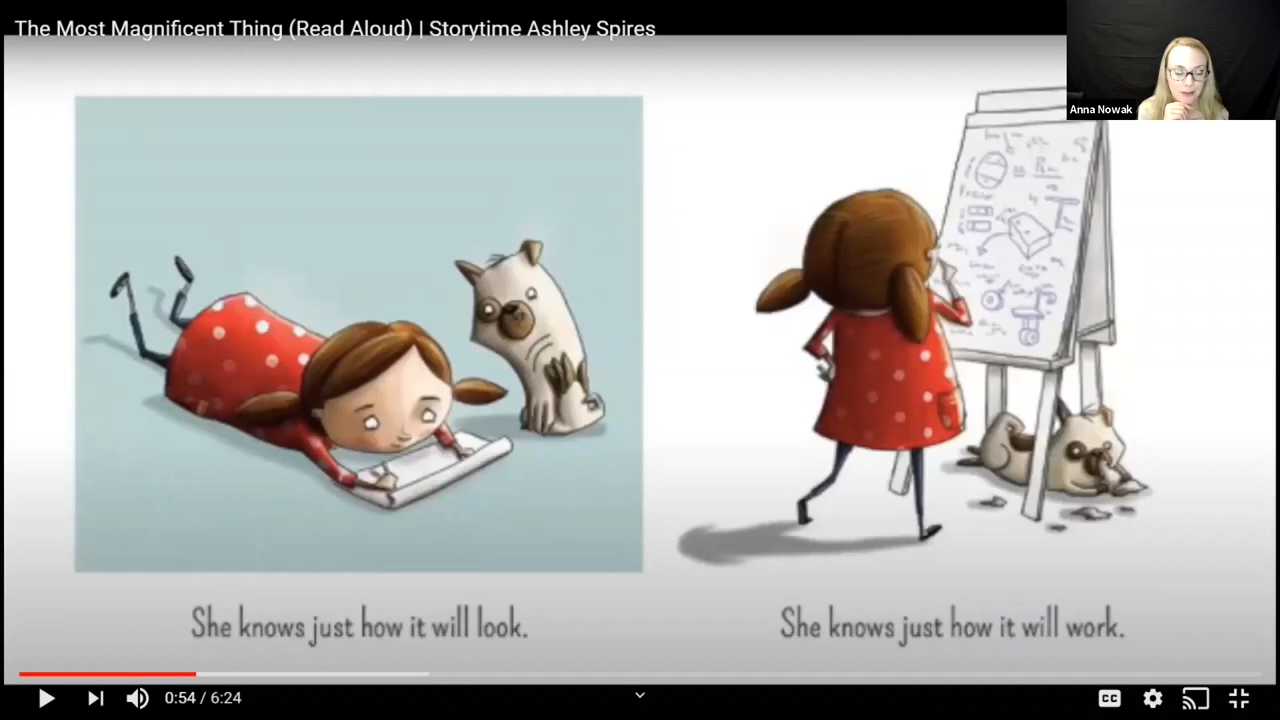 The Most Magnificent Thing (Read Aloud) | Storytime Ashley Spires
Anna Nowak
She knows just how it will look.
She knows just how it will work.
0:54 / 6:24
CC